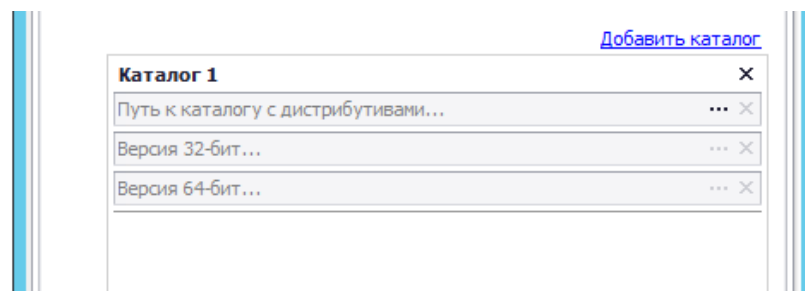 Добавить каталог
Каталог 1
Путь к каталогу с дистрибутивами...
Версия 32-бит...
Версия 64-бит...